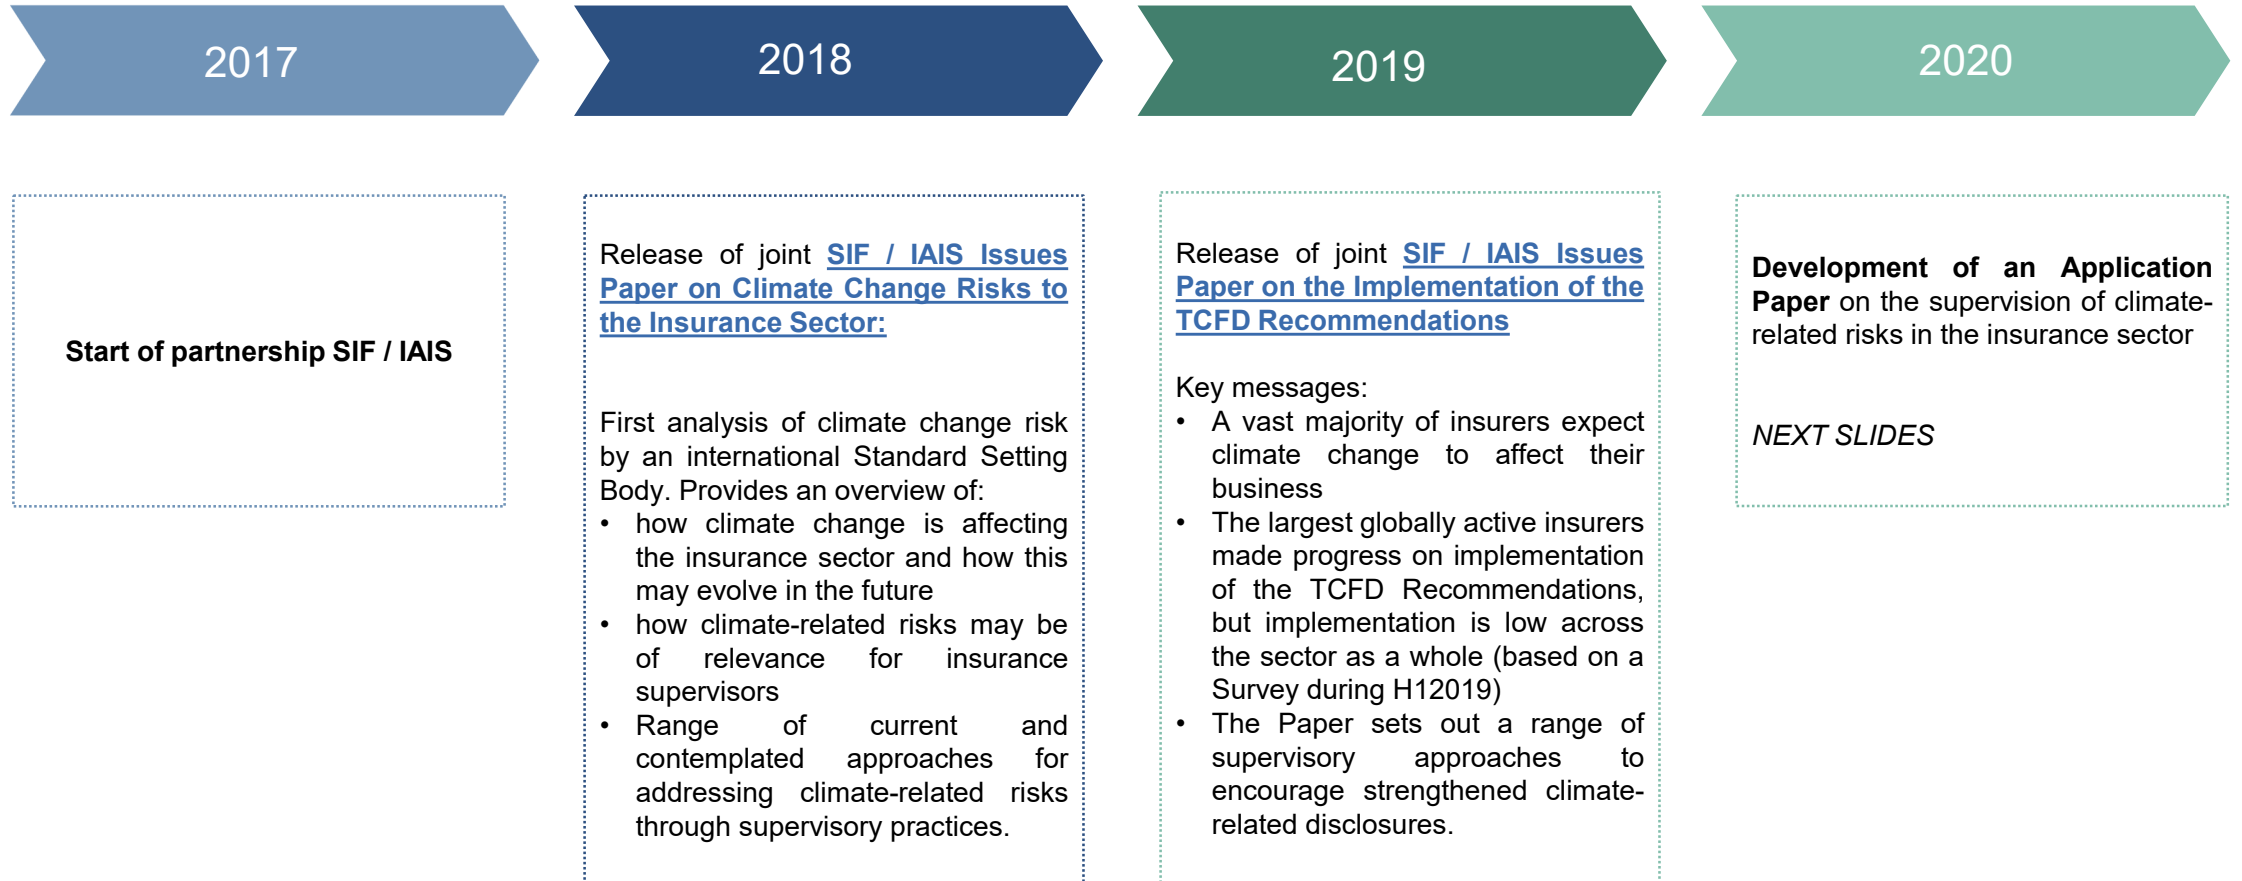 2017
2018
2019
2020
Start of partnership SIF / IAIS
Release of joint SIF / IAIS Issues
Paper on Climate Change Risks to
the Insurance Sector:
First analysis of climate change risk
by an international Standard Setting
Body. Provides an overview of:
• how climate change is affecting
the insurance sector and how this
may evolve in the future
• how climate-related risks may be
of relevance for insurance
supervisors
• Range of current and
contemplated approaches for
addressing climate-related risks
through supervisory practices.
Release of joint SIF / IAIS Issues
Paper on the Implementation of the
TCFD Recommendations
Key messages:
• A vast majority of insurers expect
climate change to affect their
business
• The largest globally active insurers
made progress on implementation
of the TCFD Recommendations,
but implementation is low across
the sector as a whole (based on a
Survey during H12019)
• The Paper sets out a range of
supervisory approaches to
encourage strengthened climate-
related disclosures.
Development of an Application
Paper on the supervision of climate-
related risks in the insurance sector
NEXT SLIDES